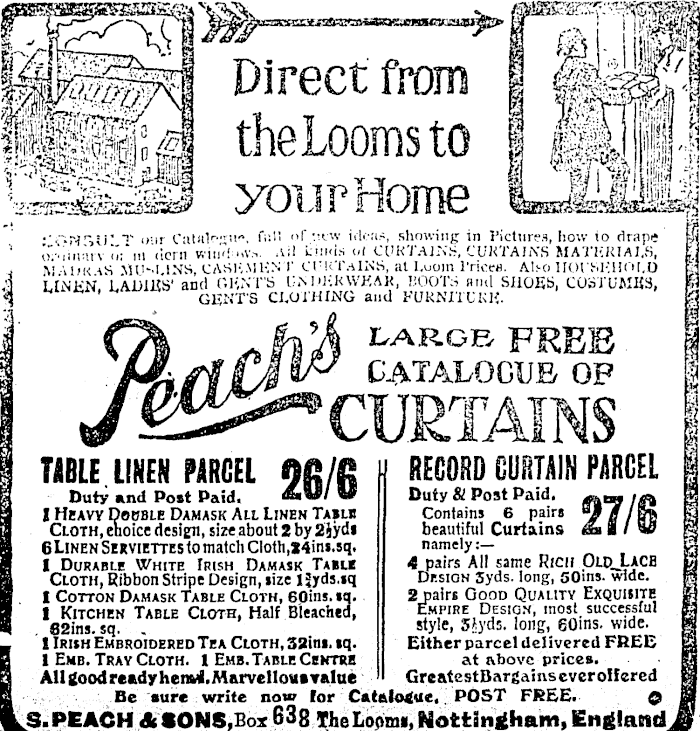 Direct from
the Looms to
your Home
CONSULT our Catalogue, full of new ideas, showing in Pictures, how to drape
ordinary or modern windows. All kinds of CURTAINS, CURTAINS MATERIALS,
MADRAS MUSLINS, CASEMENT CURTAINS, at Loom Prices. Also HOUSEHOLD
LINEN, LADIES' and GENT'S UNDERWEAR, BOOTS and SHOES, COSTUMES,
GENT'S CLOTHING and FURNITURE.
Peach's
LARGE FREE
CATALOGUE OF
CURTAINS
TABLE LINEN PARCEL
Duty and Post Paid.
26/6
1 HEAVY DOUBLE DAMASK ALL LINEN TABLE
CLOTH, choice design, size about 2 by 2½yds
6 LINEN SERVIETTES to match Cloth, 24ins.sq.
1 DURABLE WHITE IRISH DAMASK TABLE
CLOTH, Ribbon Stripe Design, size 1¾yds.sq
1 COTTON DAMASK TABLE CLOTH, 60ins. sq.
1 KITCHEN TABLE CLOTH, Half Bleached,
62ins. sq.
1 IRISH EMBROIDERED TEA CLOTH, 32ins. sq.
1 EMB. TRAY CLOTH. 1 EMB. TABLE CENTRE
All good ready hemd, Marvellous value
RECORD CURTAIN PARCEL
Duty & Post Paid.
Contains 6 pairs
beautiful Curtains
namely:—
27/6
4 pairs All same RICH OLD LACE
DESIGN 3yds. long, 50ins. wide.
2 pairs GOOD QUALITY EXQUISITE
EMPIRE DESIGN, most successful
style, 3½yds. long, 60ins. wide.
Either parcel delivered FREE
at above prices.
Greatest Bargains ever offered
Be sure write now for Catalogue, POST FREE.
S. PEACH & SONS, Box 638 The Looms, Nottingham, England